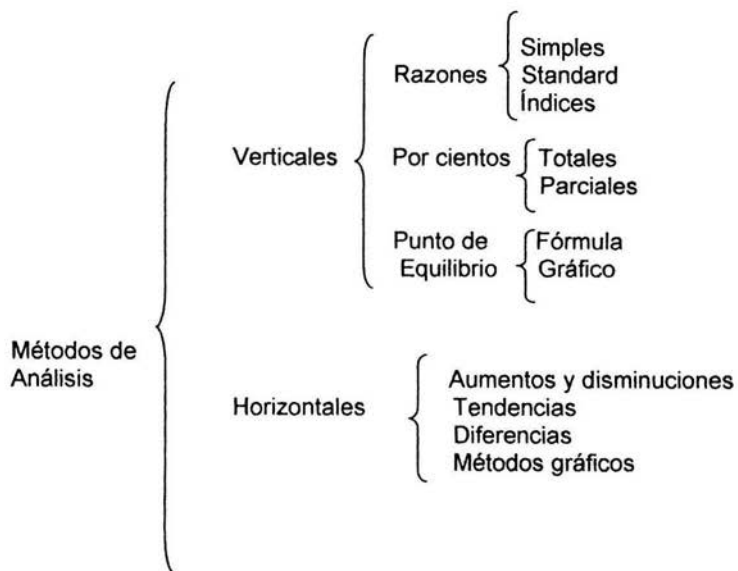 Métodos de
Análisis
Verticales
Razones
Simples
Standard
Índices
Por cientos
Totales
Parciales
Punto de
Equilibrio
Fórmula
Gráfico
Horizontales
Aumentos y disminuciones
Tendencias
Diferencias
Métodos gráficos